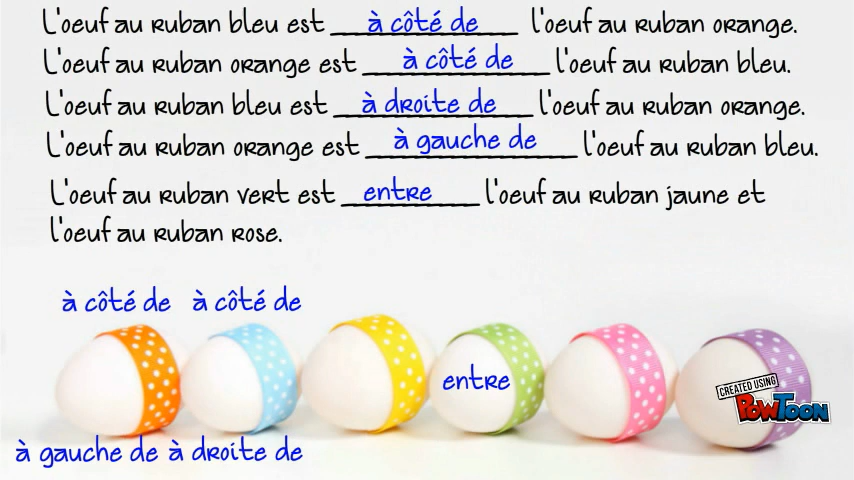 L'oeuf au ruban bleu est à côté de l'oeuf au ruban orange.
L'oeuf au ruban orange est à côté de l'oeuf au ruban bleu.
L'oeuf au ruban bleu est à droite de l'oeuf au ruban orange.
L'oeuf au ruban orange est à gauche de l'oeuf au ruban bleu.
L'oeuf au ruban vert est entre l'oeuf au ruban jaune et
l'oeuf au ruban rose.
à côté de à côté de
entre
CREATED USING
POWTOON
à gauche de à droite de